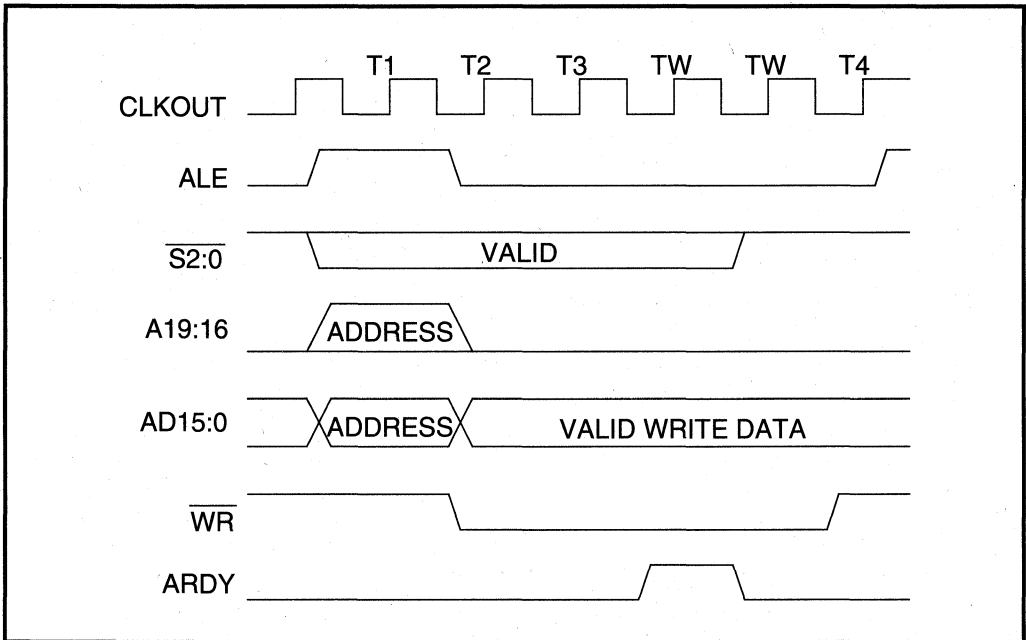 T1 T2 T3 TW TW T4
CLKOUT
ALE
S2:0 VALID
A19:16 ADDRESS
AD15:0 ADDRESS VALID WRITE DATA
WR
ARDY